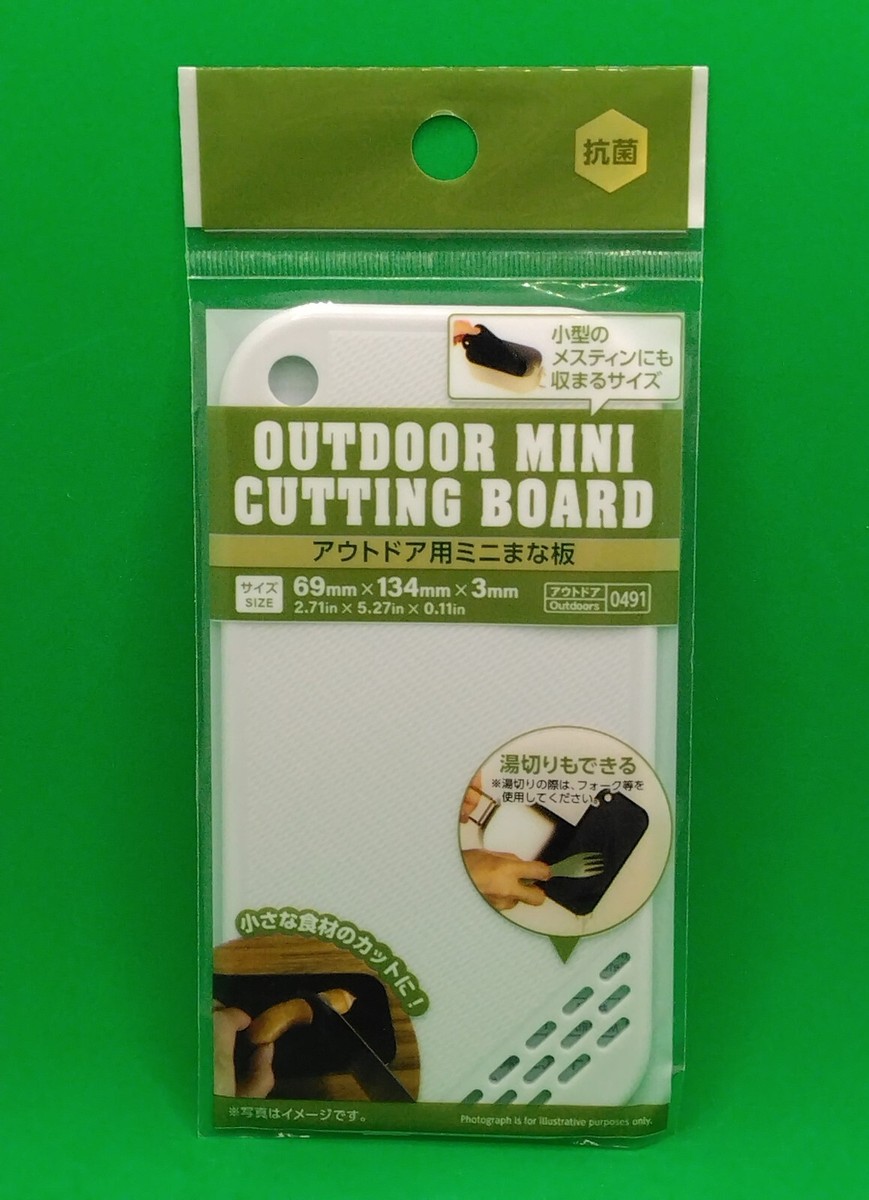 抗菌
小型の
メスティンにも
収まるサイズ
OUTDOOR MINI
CUTTING BOARD
アウトドア用ミニまな板
サイズ
SIZE
69mm×134mm×3mm
2.71in×5.27in×0.11in
アウトドア
Outdoors
0491
湯切りもできる
※湯切りの際は、フォーク等を
使用してください。
小さな食材のカットに!
※写真はイメージです。
Photograph is for illustrative purposes only.